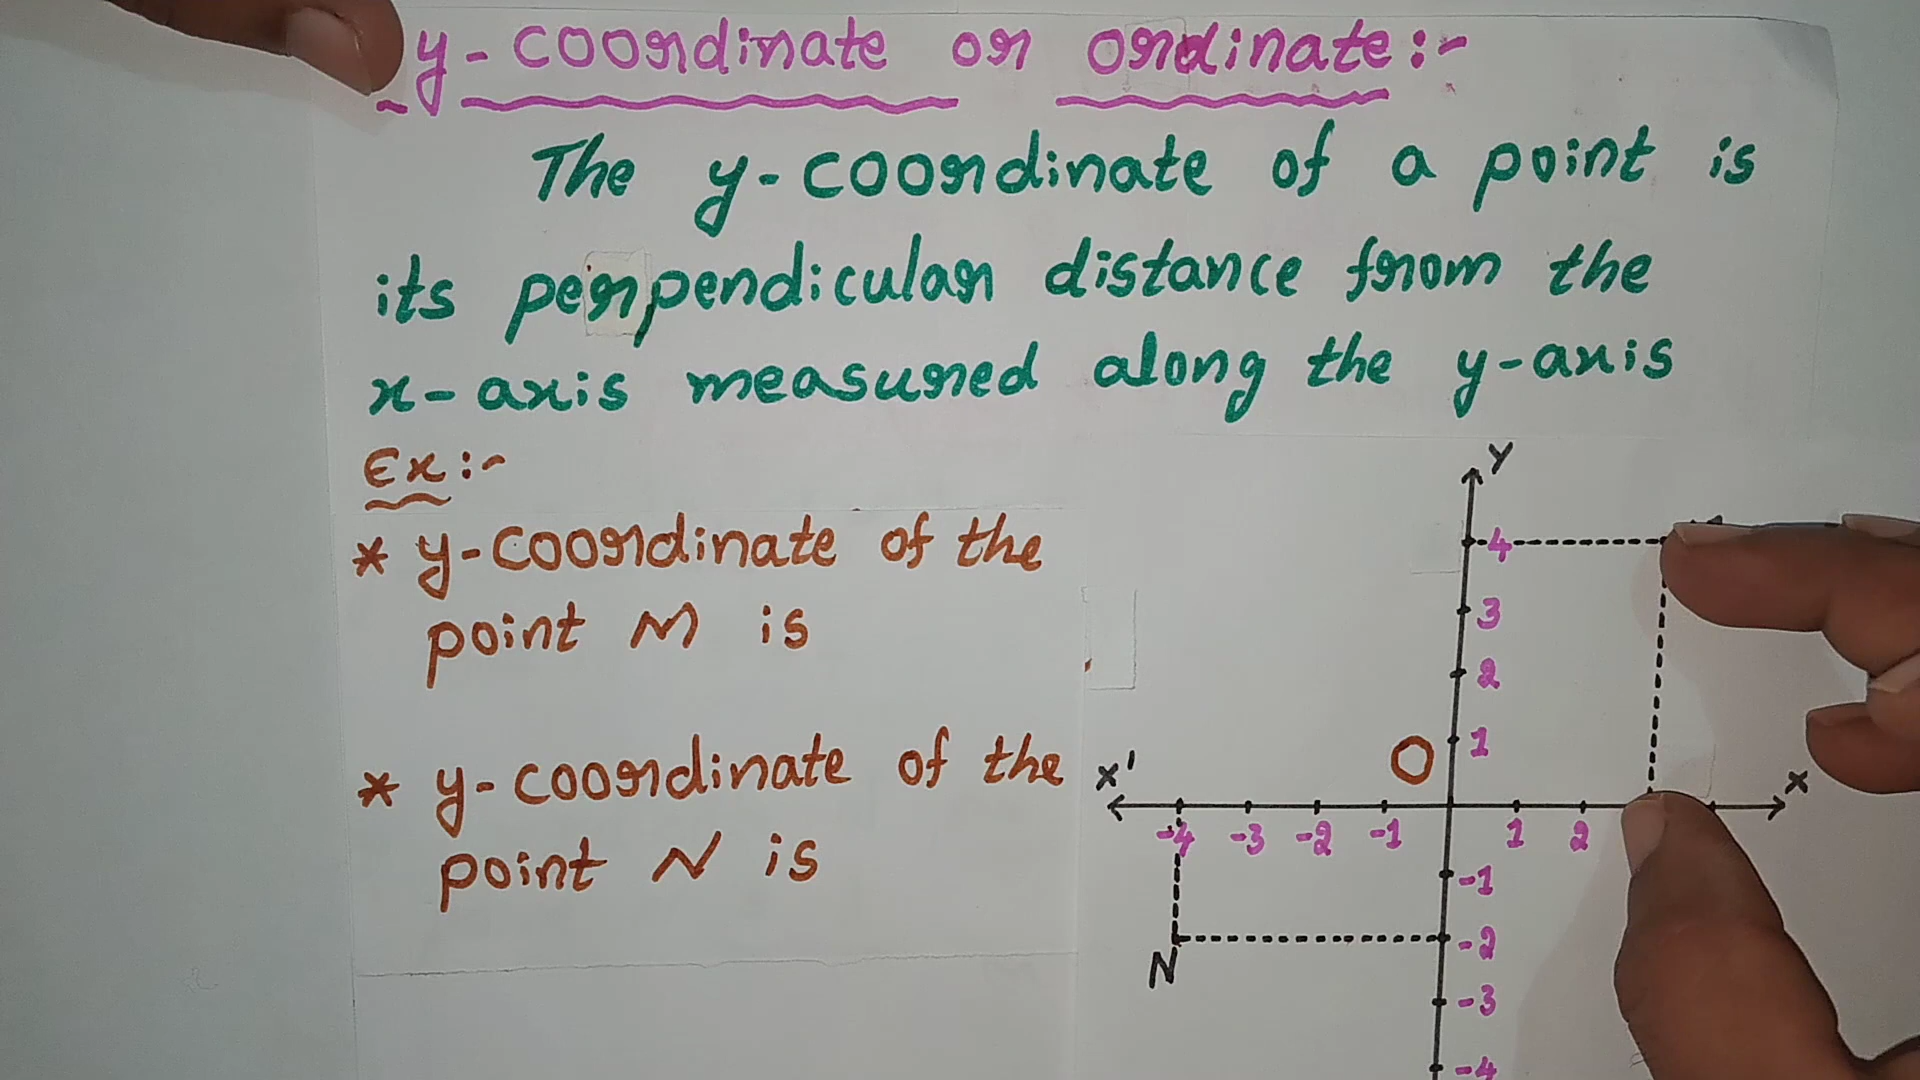 y-coordinate or ordinate:-
The y-coordinate of a point is
its perpendicular distance from the
x-axis measured along the y-axis
Ex:-
* y-coordinate of the
point M is
* y-coordinate of the
point N is
Y
4
3
2
1
O
X'
X
-4 -3 -2 -1 1 2
-1
-2
N
-3
-4